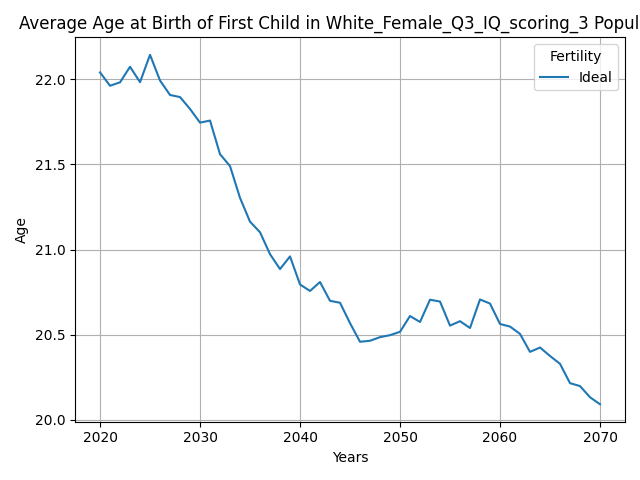 Average Age at Birth of First Child in White_Female_Q3_IQ_scoring_3 Popul
Fertility
Ideal
22.0
21.5
21.0
20.5
20.0
Age
2020 2030 2040 2050 2060 2070
Years